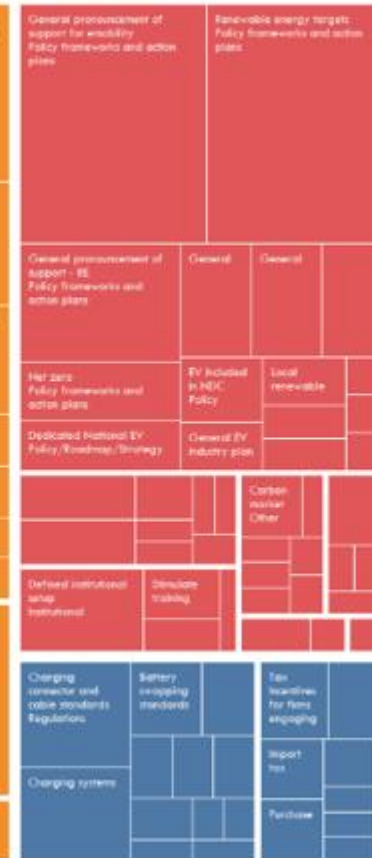 General pronouncement of
support for emobility
Policy frameworks and action
plans
Renewable energy targets
Policy frameworks and action
plans
General pronouncement of
support - RE
Policy frameworks and
action plans
General
General
Net zero
Policy frameworks and
action plans
EV included
in NDC
Policy
Local
renewable
Dedicated National EV
Policy/Roadmap/Strategy
General EV
industry plan
Carbon
market
Other
Defined institutional
setup
Institutional
Stimulate
training
Charging
connector and
cable standards
Regulations
Battery
swapping
standards
Tax
incentives
for firms
engaging
Import
tax
Charging systems
Purchase